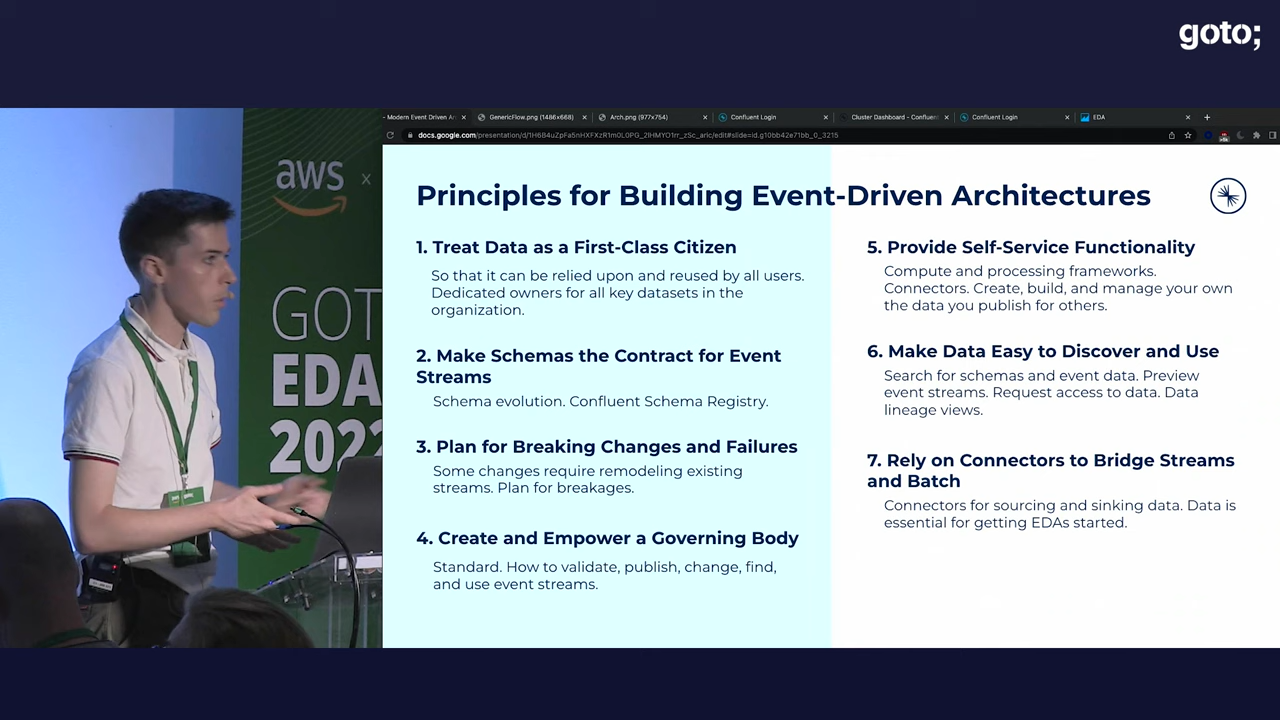 goto;
aws x
GOT
EDA
2022
- Modern Event Driven Ar
GenericFlow.png (1486×668)
Arch.png (977×754)
Confluent Login
Cluster Dashboard - Confluen
Confluent Login
EDA
Principles for Building Event-Driven Architectures
1. Treat Data as a First-Class Citizen
So that it can be relied upon and reused by all users.
Dedicated owners for all key datasets in the
organization.
2. Make Schemas the Contract for Event
Streams
Schema evolution. Confluent Schema Registry.
3. Plan for Breaking Changes and Failures
Some changes require remodeling existing
streams. Plan for breakages.
4. Create and Empower a Governing Body
Standard. How to validate, publish, change, find,
and use event streams.
5. Provide Self-Service Functionality
Compute and processing frameworks.
Connectors. Create, build, and manage your own
the data you publish for others.
6. Make Data Easy to Discover and Use
Search for schemas and event data. Preview
event streams. Request access to data. Data
lineage views.
7. Rely on Connectors to Bridge Streams
and Batch
Connectors for sourcing and sinking data. Data is
essential for getting EDAs started.